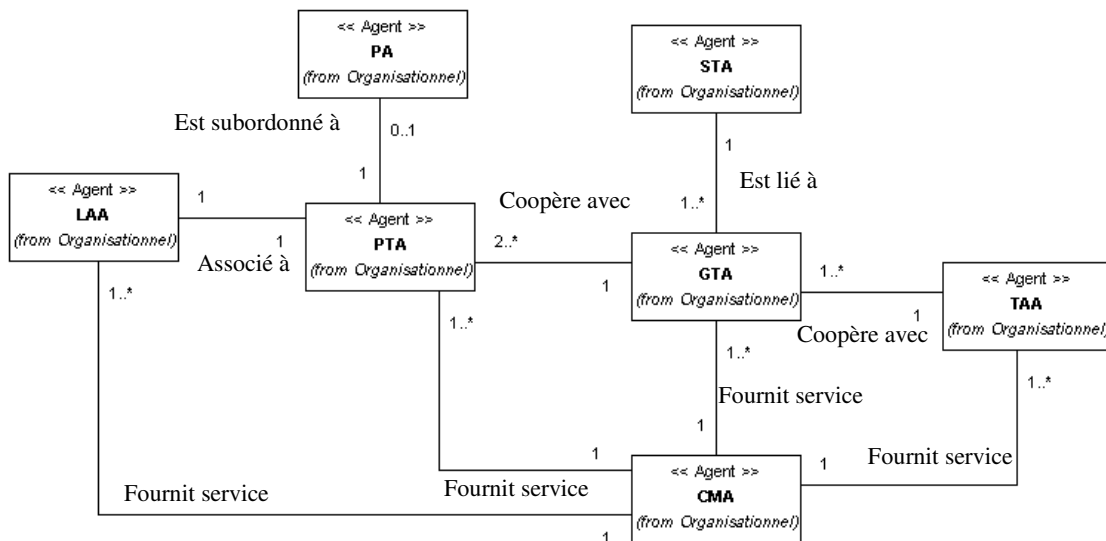 << Agent >>
PA
(from Organisationnel)
<< Agent >>
STA
(from Organisationnel)
Est subordonné à
0..1
1
1
Est lié à
1..*
<< Agent >>
LAA
(from Organisationnel)
1
1
Associé à
1..*
<< Agent >>
PTA
(from Organisationnel)
Coopère avec
2..*
1
1..*
<< Agent >>
GTA
(from Organisationnel)
1..*
1
Coopère avec
1..*
<< Agent >>
TAA
(from Organisationnel)
1..*
Fournit service
1
1
Fournit service
1
Fournit service
Fournit service
1
<< Agent >>
CMA
(from Organisationnel)